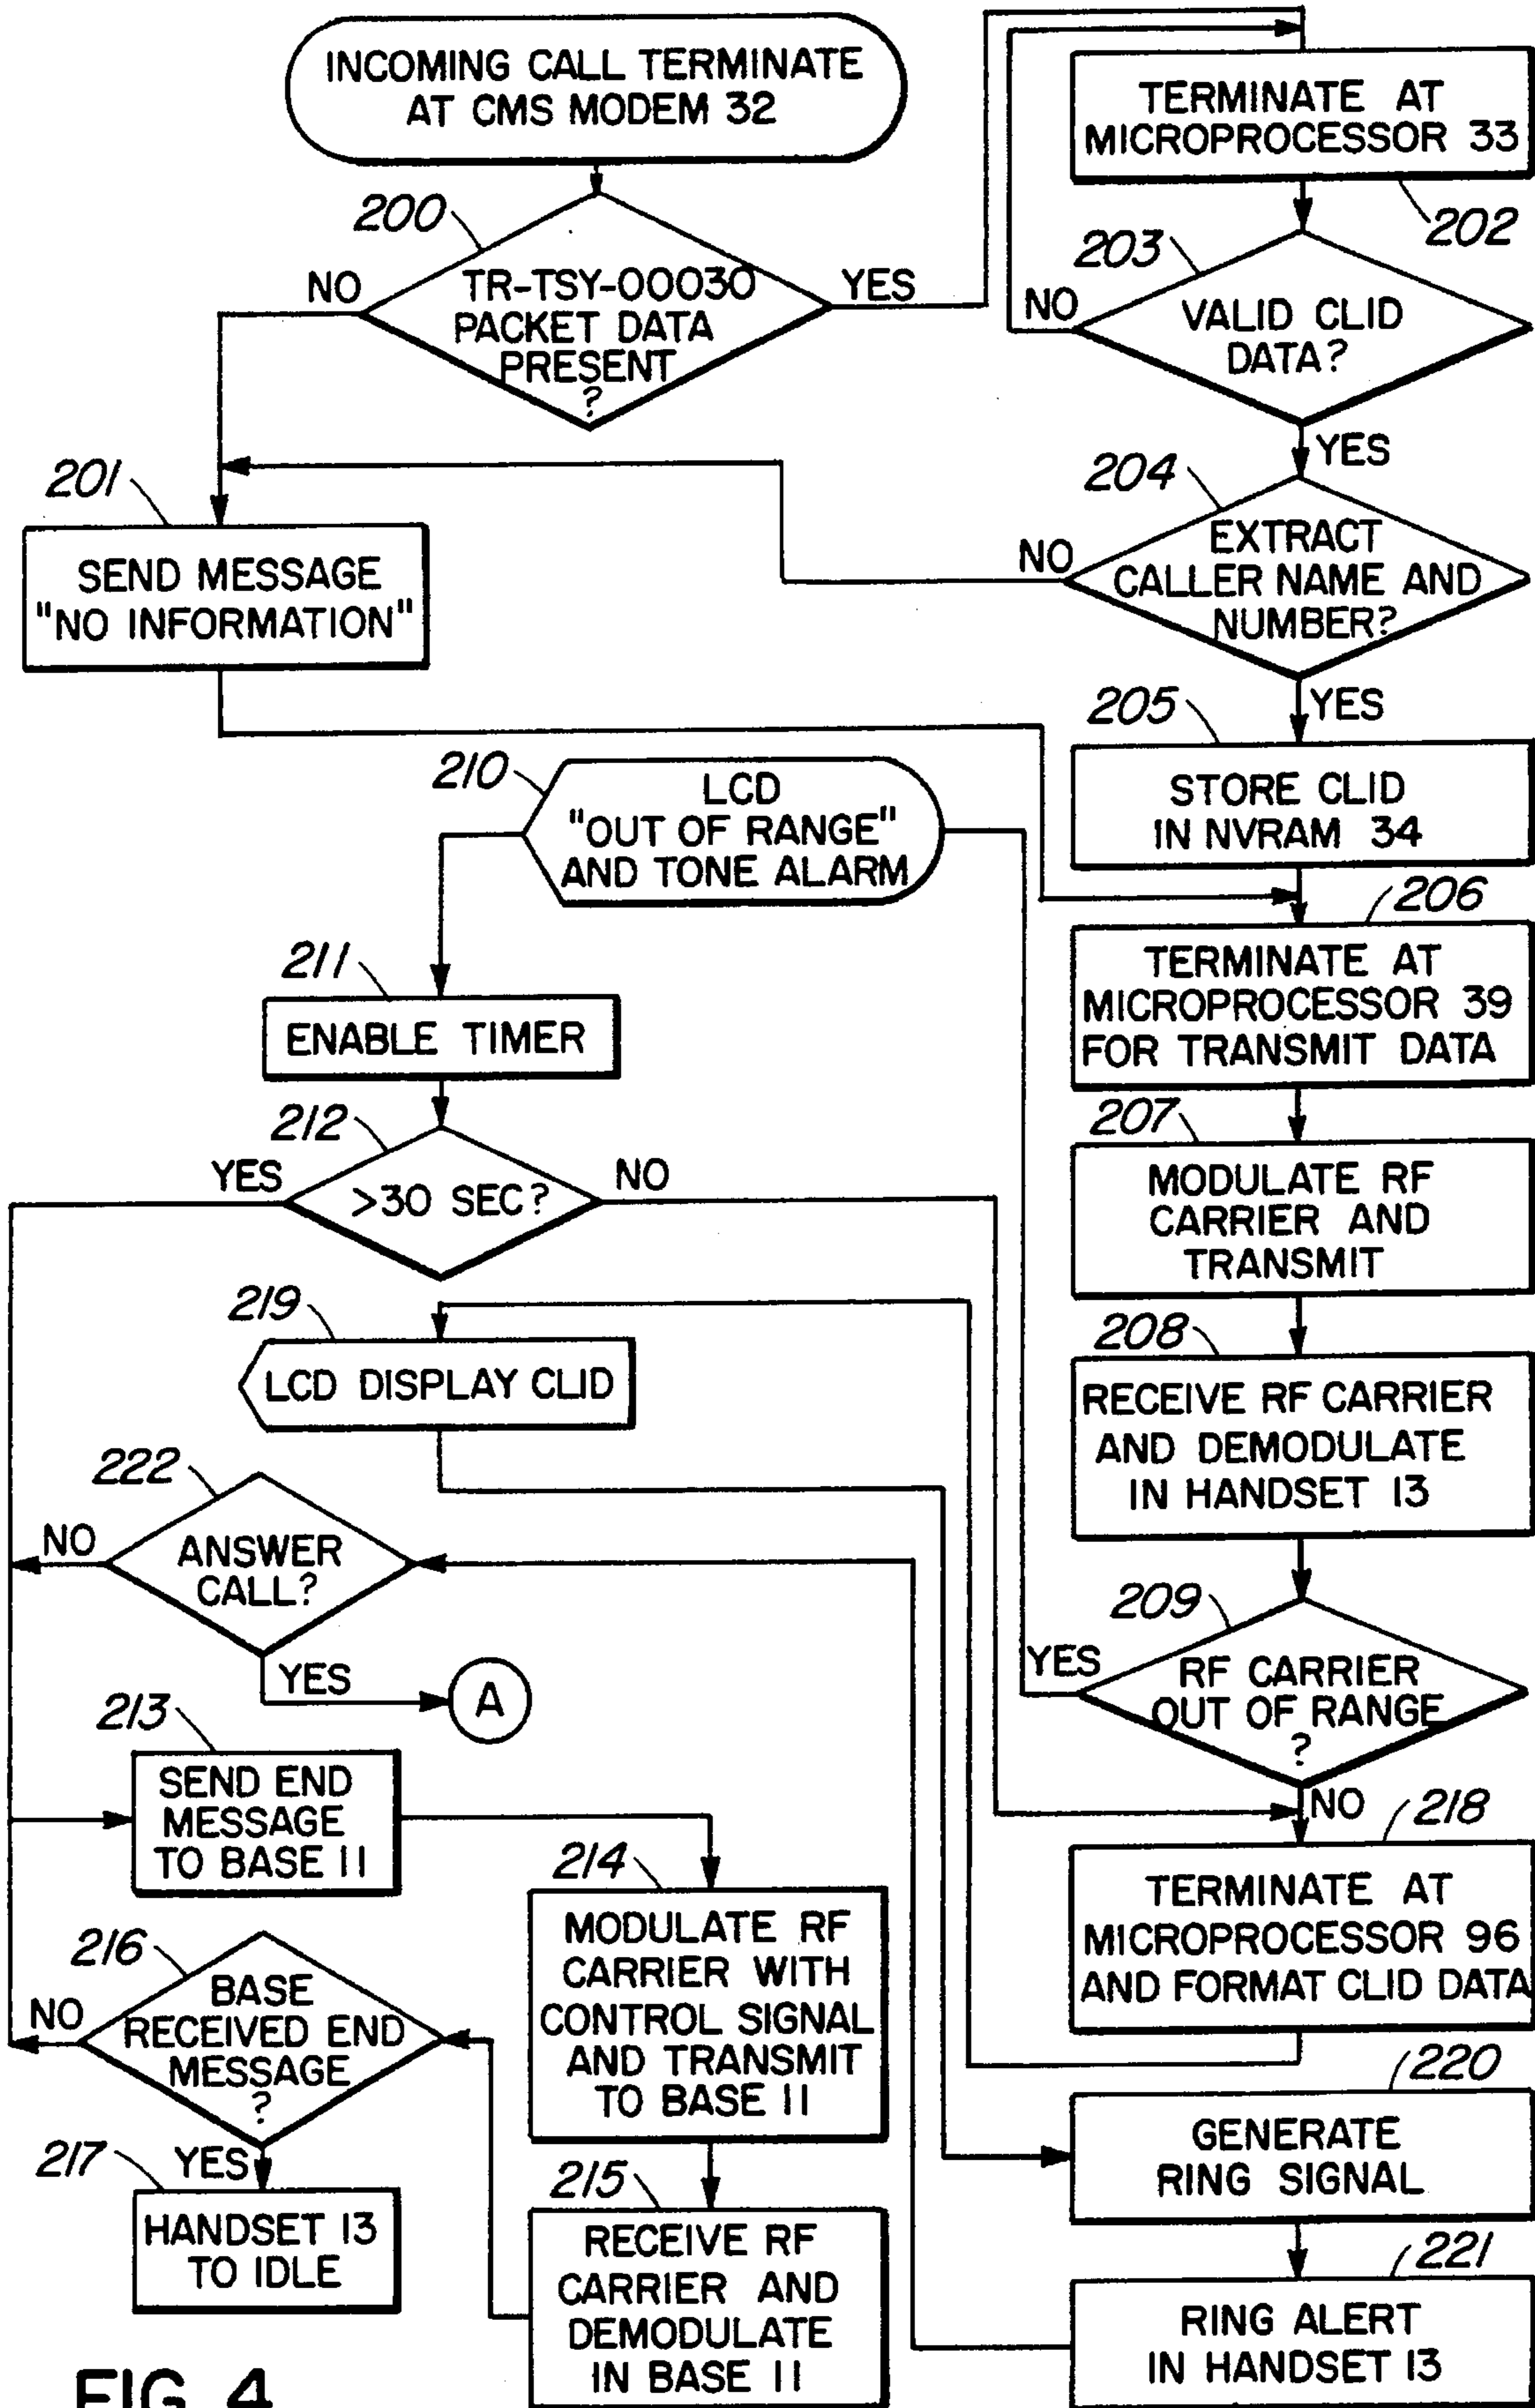 INCOMING CALL TERMINATE
AT CMS MODEM 32
200
TR-TSY-00030
PACKET DATA
PRESENT
?
NO
YES
TERMINATE AT
MICROPROCESSOR 33
202
203
VALID CLID
DATA?
NO
YES
204
EXTRACT
CALLER NAME AND
NUMBER?
NO
YES
201
SEND MESSAGE
"NO INFORMATION"
205
STORE CLID
IN NVRAM 34
206
TERMINATE AT
MICROPROCESSOR 39
FOR TRANSMIT DATA
207
MODULATE RF
CARRIER AND
TRANSMIT
208
RECEIVE RF CARRIER
AND DEMODULATE
IN HANDSET 13
209
RF CARRIER
OUT OF RANGE
?
YES
NO
210
LCD
"OUT OF RANGE"
AND TONE ALARM
211
ENABLE TIMER
212
>30 SEC?
YES
NO
218
TERMINATE AT
MICROPROCESSOR 96
AND FORMAT CLID DATA
219
LCD DISPLAY CLID
220
GENERATE
RING SIGNAL
221
RING ALERT
IN HANDSET 13
222
ANSWER
CALL?
NO
YES
A
213
SEND END
MESSAGE
TO BASE 11
214
MODULATE RF
CARRIER WITH
CONTROL SIGNAL
AND TRANSMIT
TO BASE 11
215
RECEIVE RF
CARRIER AND
DEMODULATE
IN BASE 11
216
BASE
RECEIVED END
MESSAGE
?
NO
YES
217
HANDSET 13
TO IDLE
FIG. 4